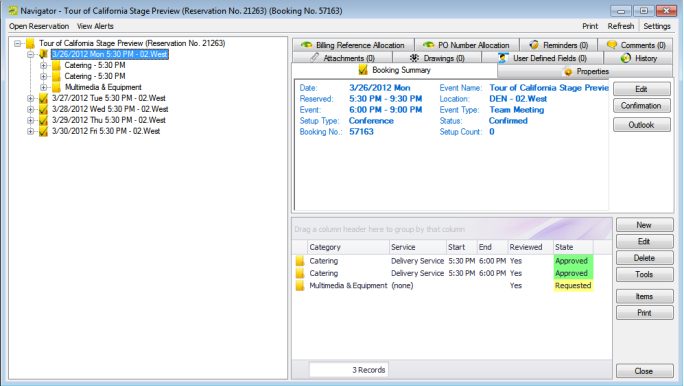 Navigator - Tour of California Stage Preview (Reservation No. 21263) (Booking No. 57163)
Open Reservation View Alerts Print Refresh Settings
Tour of California Stage Preview (Reservation No. 21263)
3/26/2012 Mon 5:30 PM - 02.West
Catering - 5:30 PM
Catering - 5:30 PM
Multimedia & Equipment
3/27/2012 Tue 5:30 PM - 02.West
3/28/2012 Wed 5:30 PM - 02.West
3/29/2012 Thu 5:30 PM - 02.West
3/30/2012 Fri 5:30 PM - 02.West
Billing Reference Allocation PO Number Allocation Reminders (0) Comments (0)
Attachments (0) Drawings (0) User Defined Fields (0) History
Booking Summary Properties
Date: 3/26/2012 Mon Event Name: Tour of California Stage Previe
Reserved: 5:30 PM - 9:30 PM Location: DEN - 02.West
Event: 6:00 PM - 9:00 PM Event Type: Team Meeting
Setup Type: Conference Status: Confirmed
Booking No.: 57163 Setup Count: 0
Edit
Confirmation
Outlook
Drag a column header here to group by that column
Category Service Start End Reviewed State
Catering Delivery Service 5:30 PM 6:00 PM Yes Approved
Catering Delivery Service 5:30 PM 6:00 PM Yes Approved
Multimedia & Equipment (none) Yes Requested
3 Records
New
Edit
Delete
Tools
Items
Print
Close